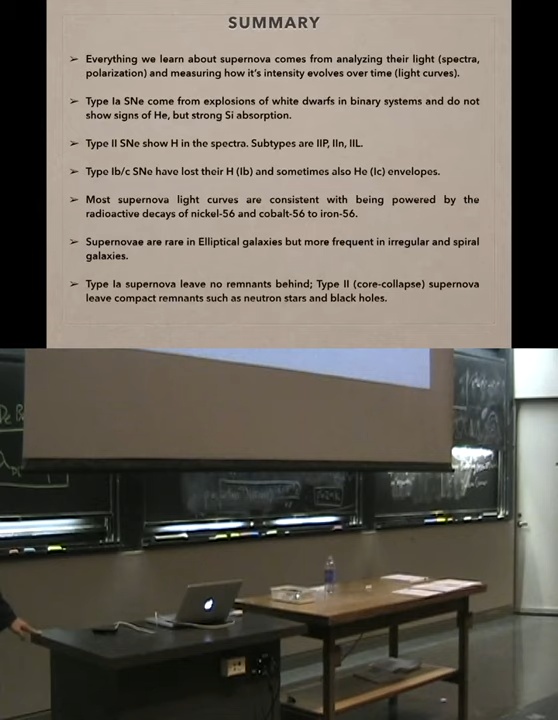 SUMMARY
➢ Everything we learn about supernova comes from analyzing their light (spectra,
polarization) and measuring how it's intensity evolves over time (light curves).
➢ Type Ia SNe come from explosions of white dwarfs in binary systems and do not
show signs of He, but strong Si absorption.
➢ Type II SNe show H in the spectra. Subtypes are IIP, IIn, IIL.
➢ Type Ib/c SNe have lost their H (Ib) and sometimes also He (Ic) envelopes.
➢ Most supernova light curves are consistent with being powered by the
radioactive decays of nickel-56 and cobalt-56 to iron-56.
➢ Supernovae are rare in Elliptical galaxies but more frequent in irregular and spiral
galaxies.
➢ Type Ia supernova leave no remnants behind; Type II (core-collapse) supernova
leave compact remnants such as neutron stars and black holes.